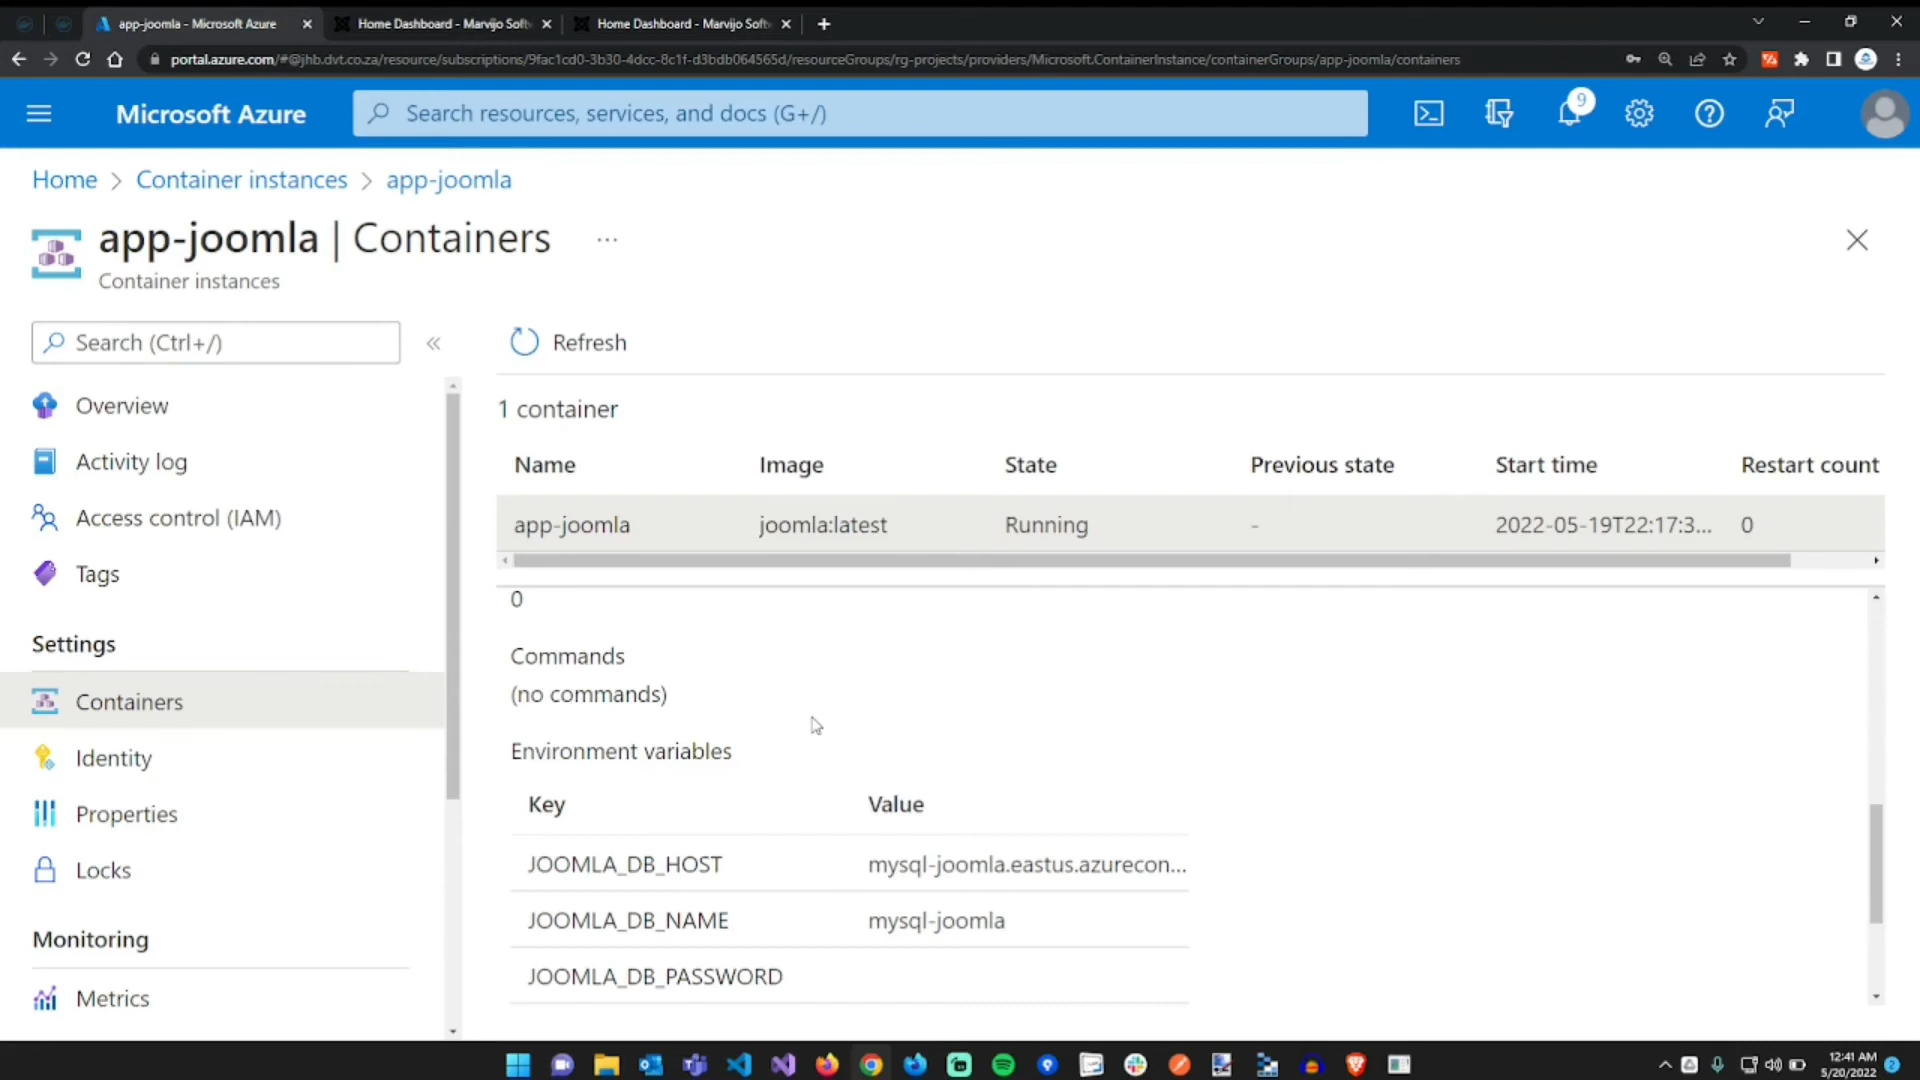 app-joomla - Microsoft Azure
Home Dashboard - Marvijo Soft
Home Dashboard - Marvijo Soft
portal.azure.com/#@jhb.dvt.co.za/resource/subscriptions/9fac1cd0-3b30-4dcc-8c1f-d3bdb064565d/resourceGroups/rg-projects/providers/Microsoft.ContainerInstance/containerGroups/app-joomla/containers
Microsoft Azure
Search resources, services, and docs (G+/)
9
Home > Container instances > app-joomla
app-joomla | Containers ...
Container instances
Search (Ctrl+/) «
Refresh
Overview
Activity log
Access control (IAM)
Tags
Settings
Containers
Identity
Properties
Locks
Monitoring
Metrics
1 container
Name Image State Previous state Start time Restart count
app-joomla joomla:latest Running - 2022-05-19T22:17:3... 0
0
Commands
(no commands)
Environment variables
Key Value
JOOMLA_DB_HOST mysql-joomla.eastus.azurecon...
JOOMLA_DB_NAME mysql-joomla
JOOMLA_DB_PASSWORD
12:41 AM
5/20/2022
2